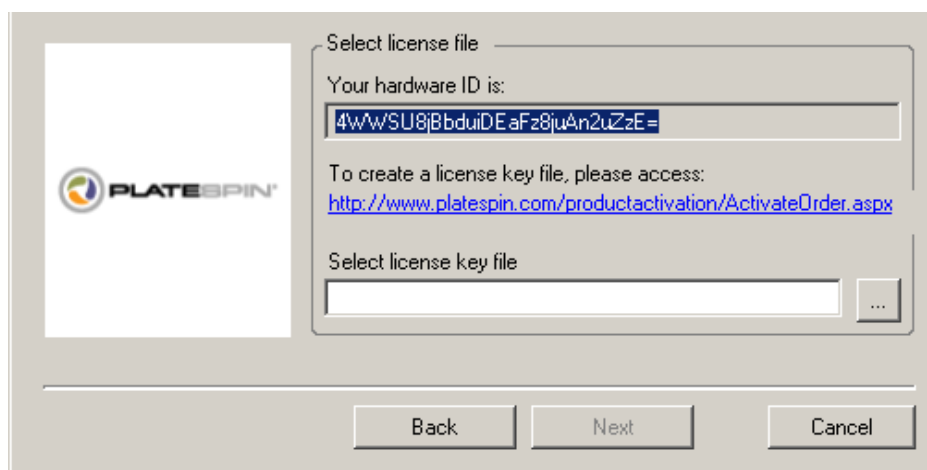 Select license file
Your hardware ID is:
4WWSU8jBbduiDEaFz8juAn2uZzE=
PLATESPIN
To create a license key file, please access:
http://www.platespin.com/productactivation/ActivateOrder.aspx
Select license key file
...
Back
Next
Cancel